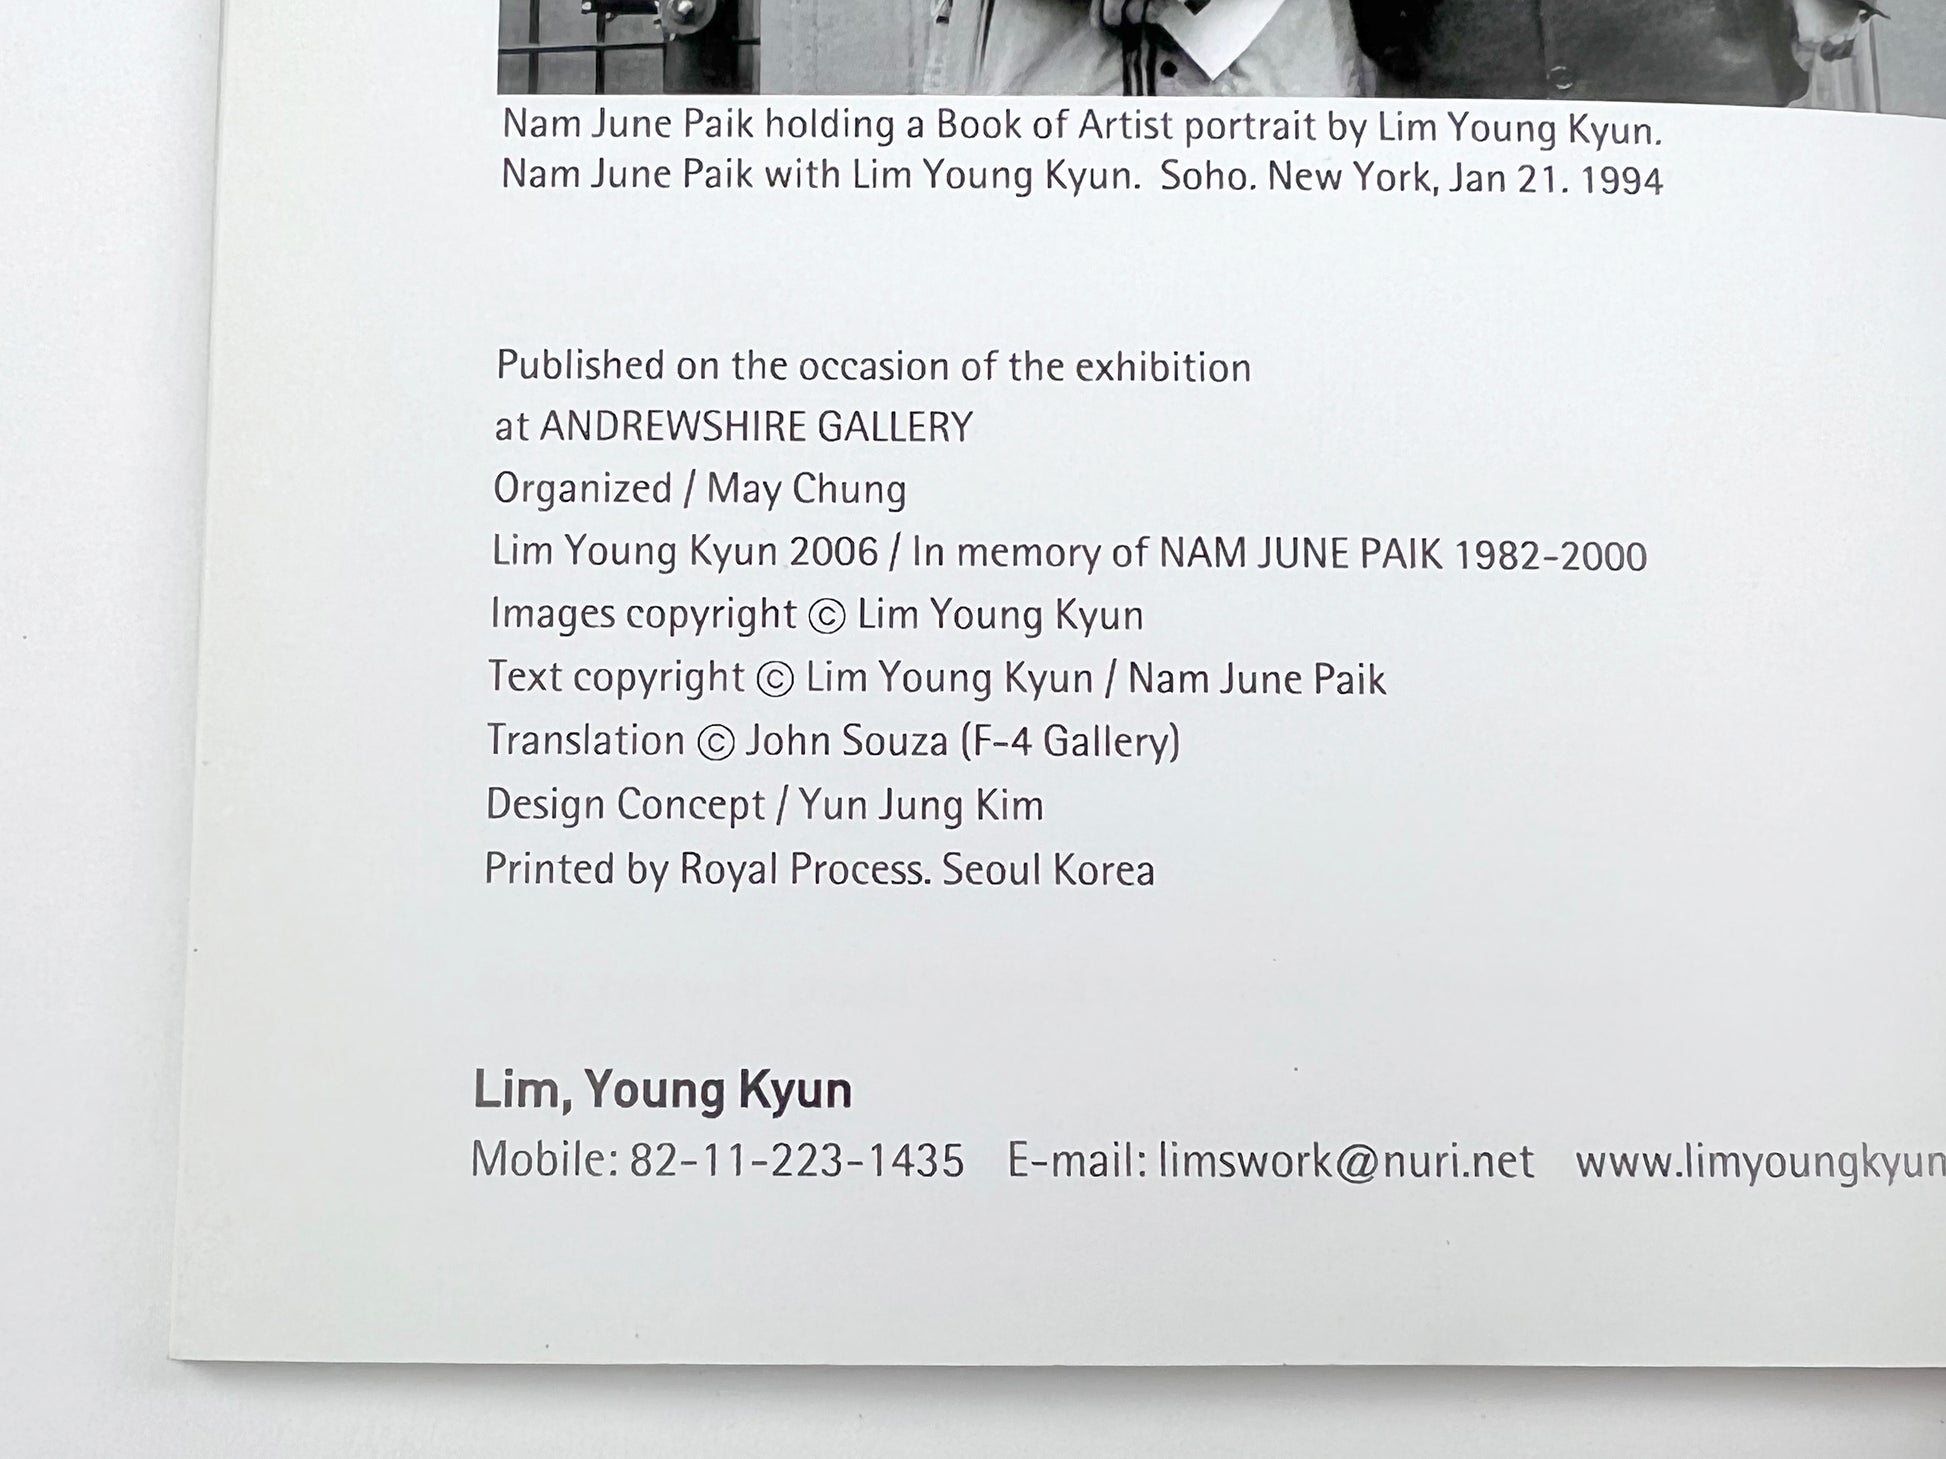 Nam June Paik holding a Book of Artist portrait by Lim Young Kyun.
Nam June Paik with Lim Young Kyun. Soho. New York, Jan 21. 1994
Published on the occasion of the exhibition
at ANDREWSHIRE GALLERY
Organized / May Chung
Lim Young Kyun 2006 / In memory of NAM JUNE PAIK 1982-2000
Images copyright © Lim Young Kyun
Text copyright © Lim Young Kyun / Nam June Paik
Translation © John Souza (F-4 Gallery)
Design Concept / Yun Jung Kim
Printed by Royal Process. Seoul Korea
Lim, Young Kyun
Mobile: 82-11-223-1435 E-mail: limswork@nuri.net www.limyoungkyun